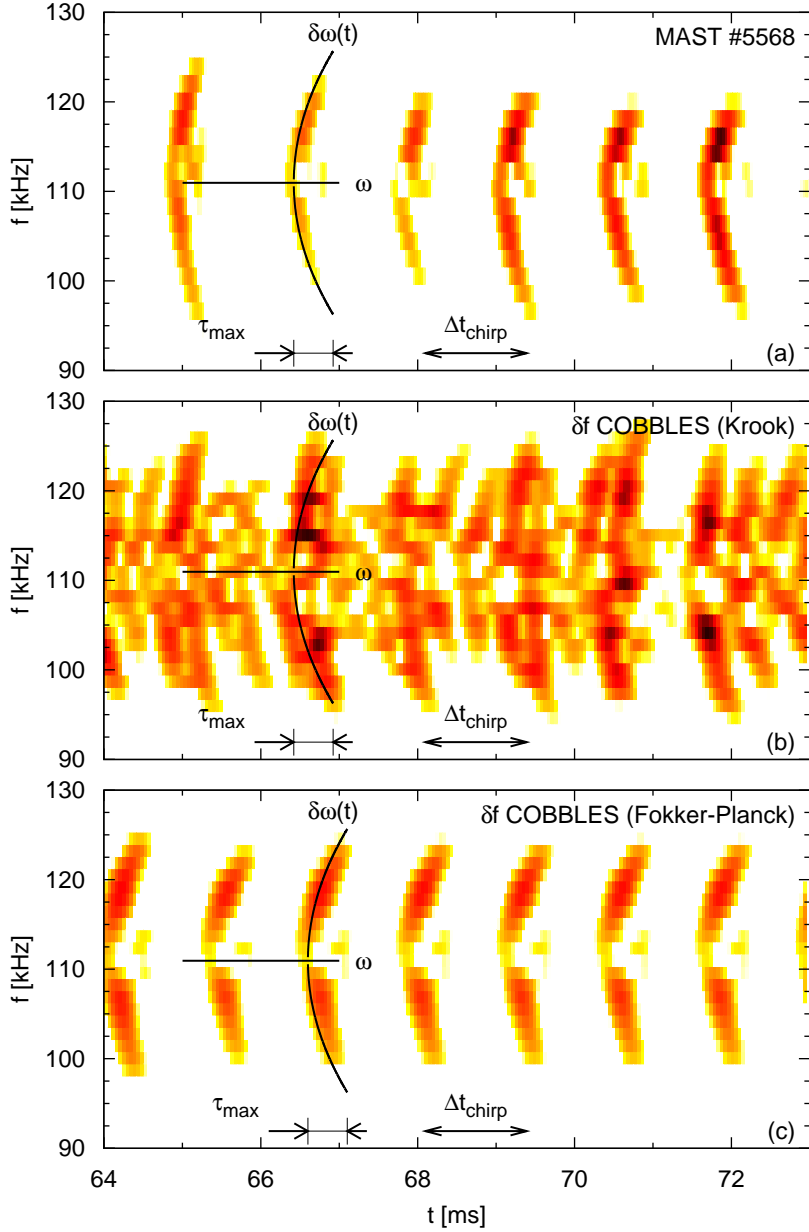 130
120
110
100
90
f [kHz]
δω(t)
MAST #5568
ω
τmax
Δtchirp
(a)
130
120
110
100
90
f [kHz]
δω(t)
δf COBBLES (Krook)
ω
τmax
Δtchirp
(b)
130
120
110
100
90
f [kHz]
δω(t)
δf COBBLES (Fokker-Planck)
ω
τmax
Δtchirp
(c)
64 66 68 70 72
t [ms]